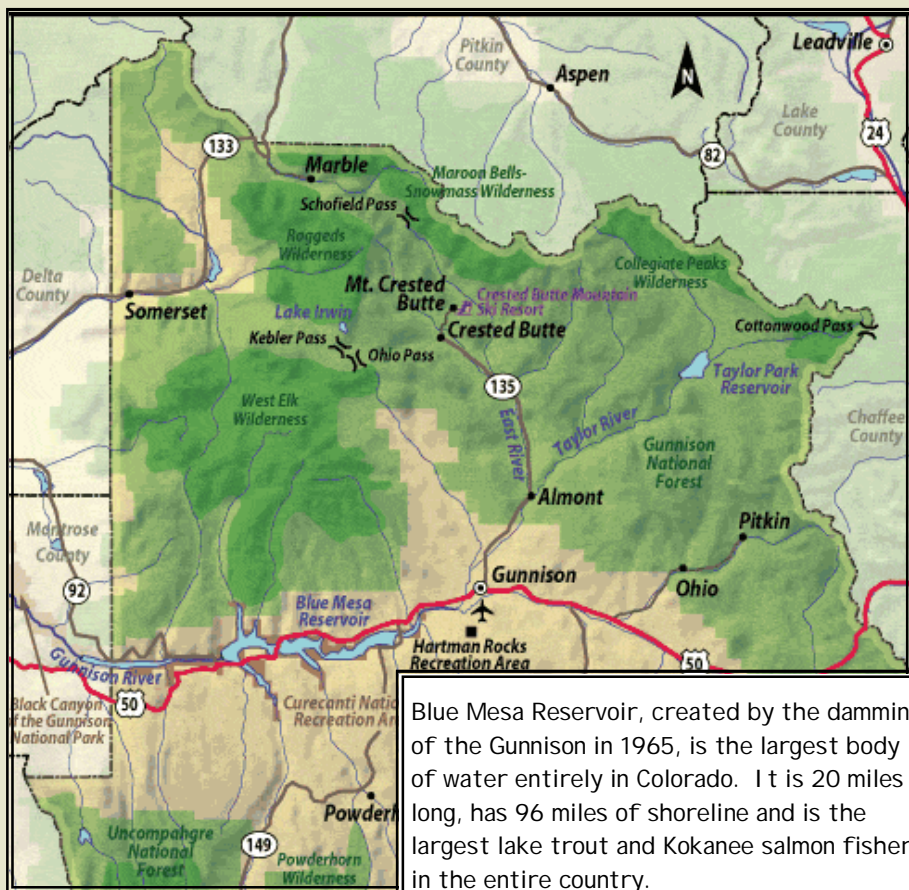 Leadville
Pitkin
County
Aspen
N
Lake
County
24
133
82
Marble
Maroon Bells-
Snowmass Wilderness
Schofield Pass
Raggeds
Wilderness
Collegiate Peaks
Wilderness
Delta
County
Mt. Crested
Butte
Crested Butte Mountain
Ski Resort
Somerset
Lake Irwin
Crested Butte
Cottonwood Pass
Kebler Pass
Ohio Pass
Taylor Park
Reservoir
135
West Elk
Wilderness
East River
Taylor River
Chaffee
County
Gunnison
National
Forest
Almont
Pitkin
Montrose
County
92
Gunnison
Ohio
Blue Mesa
Reservoir
Hartman Rocks
Recreation Area
Gunnison River
50
50
Black Canyon
of the Gunnison
National Park
Curecanti Natio
Recreation Ar
Powderh
Uncompahgre
National
Forest
149
Powderhorn
Wilderness
Blue Mesa Reservoir, created by the dammin
of the Gunnison in 1965, is the largest body
of water entirely in Colorado. It is 20 miles
long, has 96 miles of shoreline and is the
largest lake trout and Kokanee salmon fisher
in the entire country.